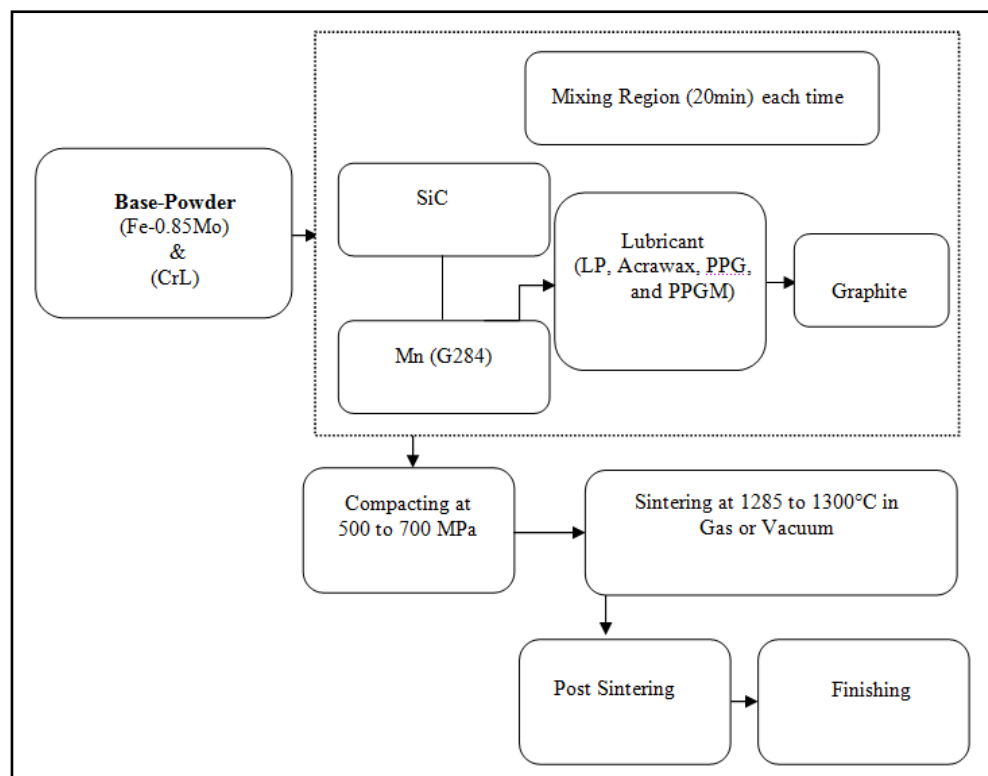 Mixing Region (20min) each time
Base-Powder
(Fe-0.85Mo)
&
(CrL)
SiC
Mn (G284)
Lubricant
(LP, Acrawax, PPG,
and PPGM)
Graphite
Compacting at
500 to 700 MPa
Sintering at 1285 to 1300°C in
Gas or Vacuum
Post Sintering
Finishing